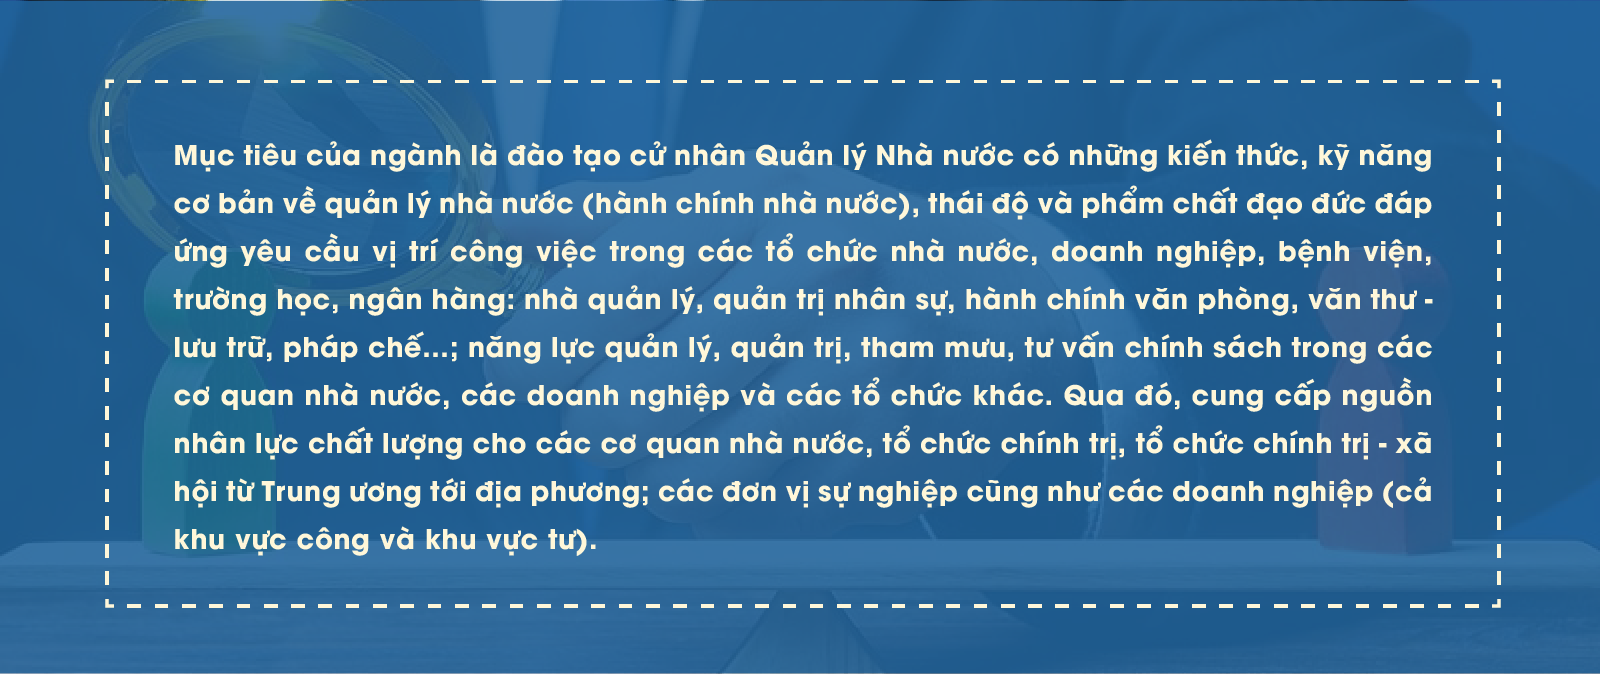 Mục tiêu của ngành là đào tạo cử nhân Quản lý Nhà nước có những kiến thức, kỹ năng
cơ bản về quản lý nhà nước (hành chính nhà nước), thái độ và phẩm chất đạo đức đáp
ứng yêu cầu vị trí công việc trong các tổ chức nhà nước, doanh nghiệp, bệnh viện,
trường học, ngân hàng: nhà quản lý, quản trị nhân sự, hành chính văn phòng, văn thư -
lưu trữ, pháp chế...; năng lực quản lý, quản trị, tham mưu, tư vấn chính sách trong các
cơ quan nhà nước, các doanh nghiệp và các tổ chức khác. Qua đó, cung cấp nguồn
nhân lực chất lượng cho các cơ quan nhà nước, tổ chức chính trị, tổ chức chính trị - xã
hội từ Trung ương tới địa phương; các đơn vị sự nghiệp cũng như các doanh nghiệp (cả
khu vực công và khu vực tư).